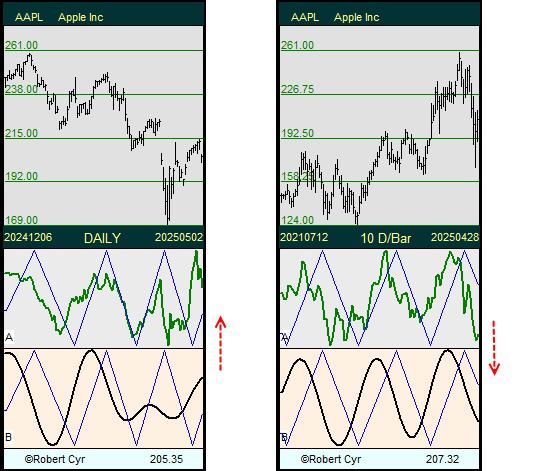 AAPL Apple Inc
261.00
238.00
215.00
192.00
169.00
20241206 DAILY 20250502
A
B
©Robert Cyr 205.35
AAPL Apple Inc
261.00
226.75
192.50
158.25
124.00
20210712 10 D/Bar 20250428
A
B
©Robert Cyr 207.32